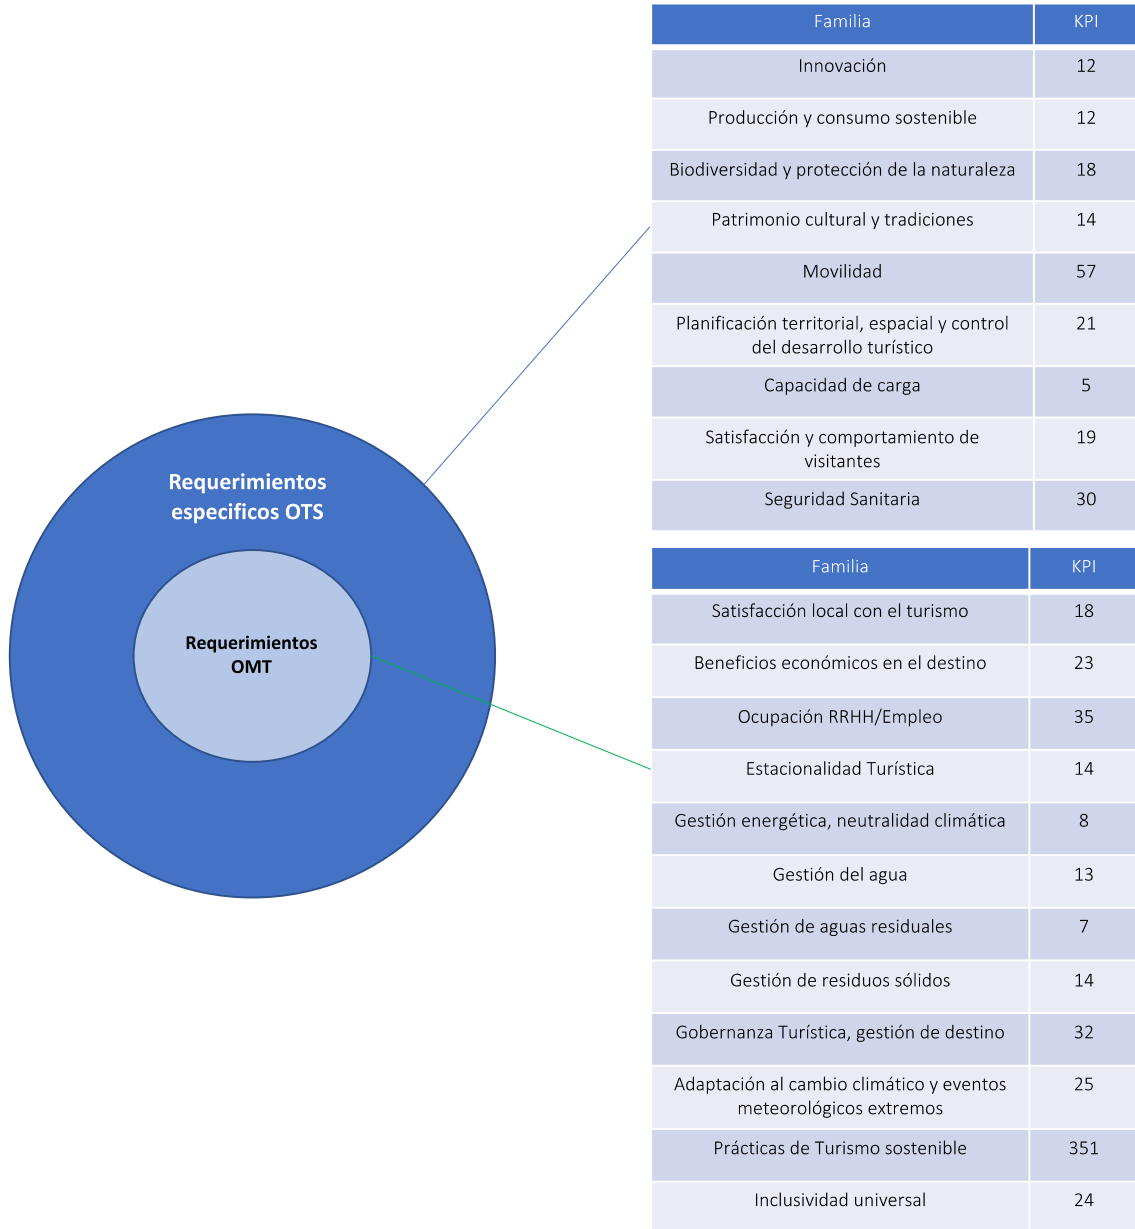 Familia KPI
Innovación 12
Producción y consumo sostenible 12
Biodiversidad y protección de la naturaleza 18
Patrimonio cultural y tradiciones 14
Movilidad 57
Planificación territorial, espacial y control 21
del desarrollo turístico
Capacidad de carga 5
Satisfacción y comportamiento de 19
visitantes
Seguridad Sanitaria 30
Requerimientos
especificos OTS
Requerimientos
OMT
Familia KPI
Satisfacción local con el turismo 18
Beneficios económicos en el destino 23
Ocupación RRHH/Empleo 35
Estacionalidad Turística 14
Gestión energética, neutralidad climática 8
Gestión del agua 13
Gestión de aguas residuales 7
Gestión de residuos sólidos 14
Gobernanza Turística, gestión de destino 32
Adaptación al cambio climático y eventos 25
meteorológicos extremos
Prácticas de Turismo sostenible 351
Inclusividad universal 24